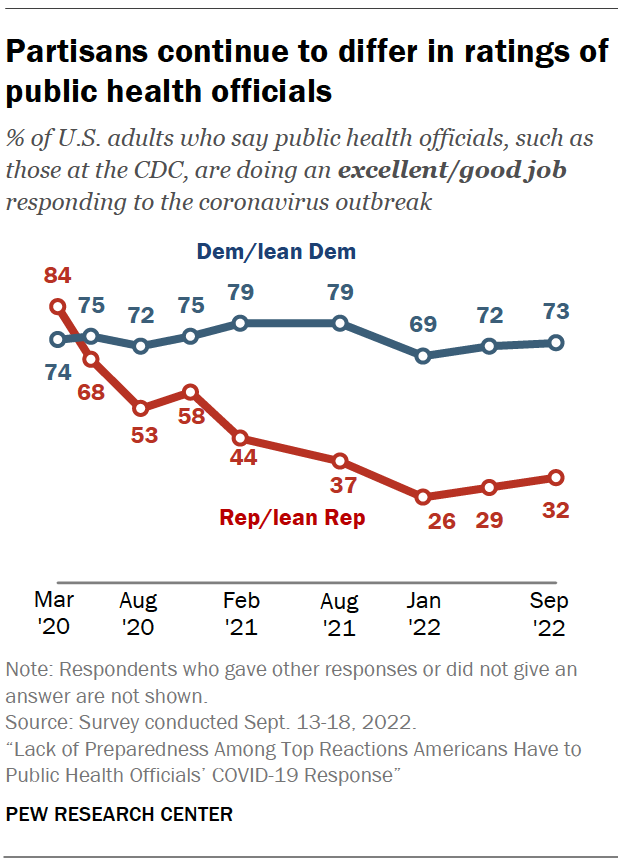 Partisans continue to differ in ratings of
public health officials
% of U.S. adults who say public health officials, such as
those at the CDC, are doing an excellent/good job
responding to the coronavirus outbreak
Dem/lean Dem
84
75
72
75
79
79
69
72
73
74
68
53
58
44
37
26
29
32
Rep/lean Rep
Mar '20
Aug '20
Feb '21
Aug '21
Jan '22
Sep '22
Note: Respondents who gave other responses or did not give an
answer are not shown.
Source: Survey conducted Sept. 13-18, 2022.
“Lack of Preparedness Among Top Reactions Americans Have to
Public Health Officials’ COVID-19 Response”
PEW RESEARCH CENTER